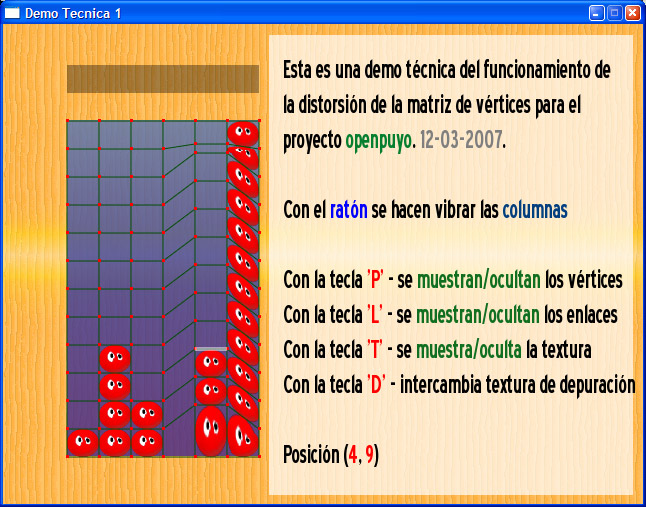 Demo Tecnica 1
Esta es una demo técnica del funcionamiento de
la distorsión de la matriz de vértices para el
proyecto openpuyo. 12-03-2007.
Con el ratón se hacen vibrar las columnas
Con la tecla 'P' - se muestran/ocultan los vértices
Con la tecla 'L' - se muestran/ocultan los enlaces
Con la tecla 'T' - se muestra/oculta la textura
Con la tecla 'D' - intercambia textura de depuración
Posición (4, 9)